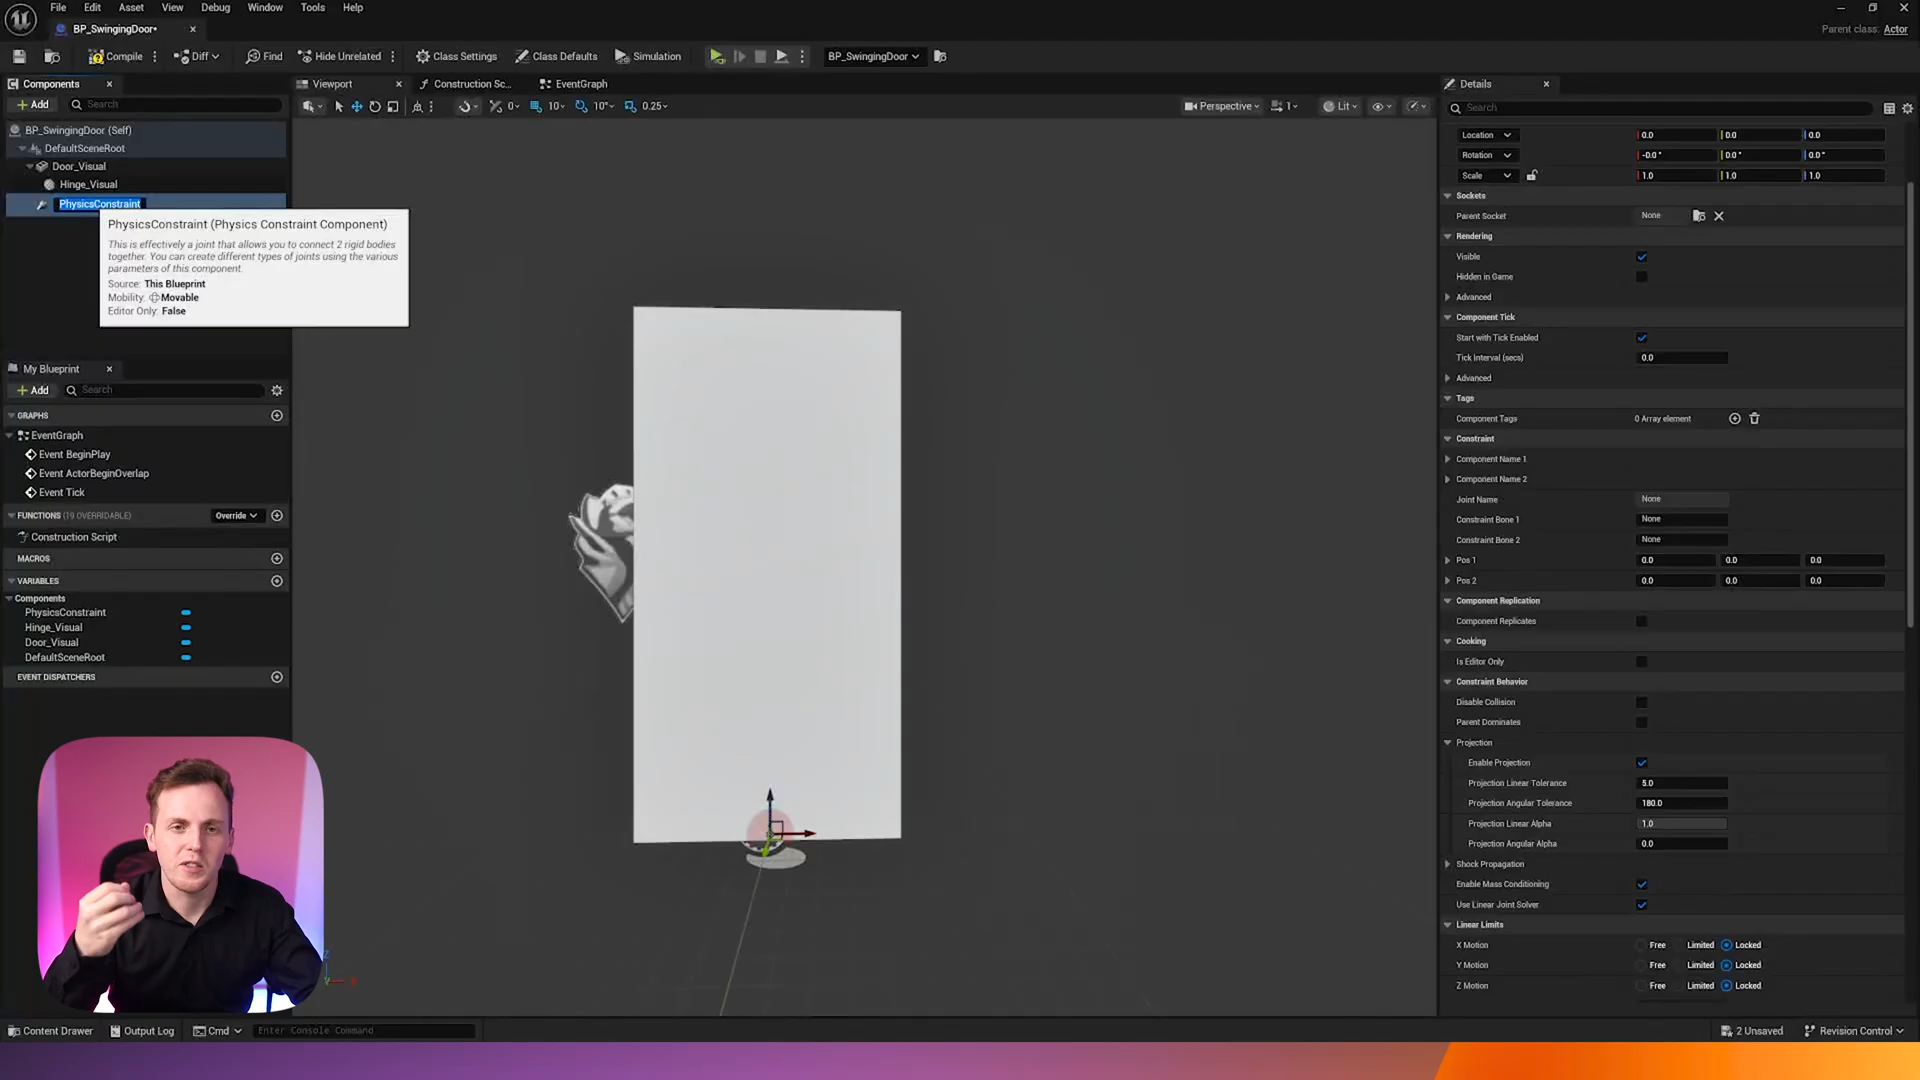 File Edit Asset View Debug Window Tools Help
BP_SwingingDoor*
Parent class: Actor
Compile Diff Find Hide Unrelated Class Settings Class Defaults Simulation BP_SwingingDoor
Components
Add Search
BP_SwingingDoor (Self)
DefaultSceneRoot
Door_Visual
Hinge_Visual
PhysicsConstraint
PhysicsConstraint (Physics Constraint Component)
This is effectively a joint that allows you to connect 2 rigid bodies
together. You can create different types of joints using the various
parameters of this component.
Source: This Blueprint
Mobility: Movable
Editor Only: False
My Blueprint
Add Search
GRAPHS
EventGraph
Event BeginPlay
Event ActorBeginOverlap
Event Tick
FUNCTIONS (19 OVERRIDABLE) Override
Construction Script
MACROS
VARIABLES
Components
PhysicsConstraint
Hinge_Visual
Door_Visual
DefaultSceneRoot
EVENT DISPATCHERS
Viewport Construction Sc... EventGraph
0 10 10° 0.25 Perspective 1 Lit
Details
Search
Location 0.0 0.0 0.0
Rotation -0.0 ° 0.0 ° 0.0 °
Scale 1.0 1.0 1.0
Sockets
Parent Socket None
Rendering
Visible
Hidden in Game
Advanced
Component Tick
Start with Tick Enabled
Tick Interval (secs) 0.0
Advanced
Tags
Component Tags 0 Array element
Constraint
Component Name 1
Component Name 2
Joint Name None
Constraint Bone 1 None
Constraint Bone 2 None
Pos 1 0.0 0.0 0.0
Pos 2 0.0 0.0 0.0
Component Replication
Component Replicates
Cooking
Is Editor Only
Constraint Behavior
Disable Collision
Parent Dominates
Projection
Enable Projection
Projection Linear Tolerance 5.0
Projection Angular Tolerance 180.0
Projection Linear Alpha 1.0
Projection Angular Alpha 0.0
Shock Propagation
Enable Mass Conditioning
Use Linear Joint Solver
Linear Limits
X Motion Free Limited Locked
Y Motion Free Limited Locked
Z Motion Free Limited Locked
Content Drawer Output Log Cmd Enter Console Command
2 Unsaved Revision Control